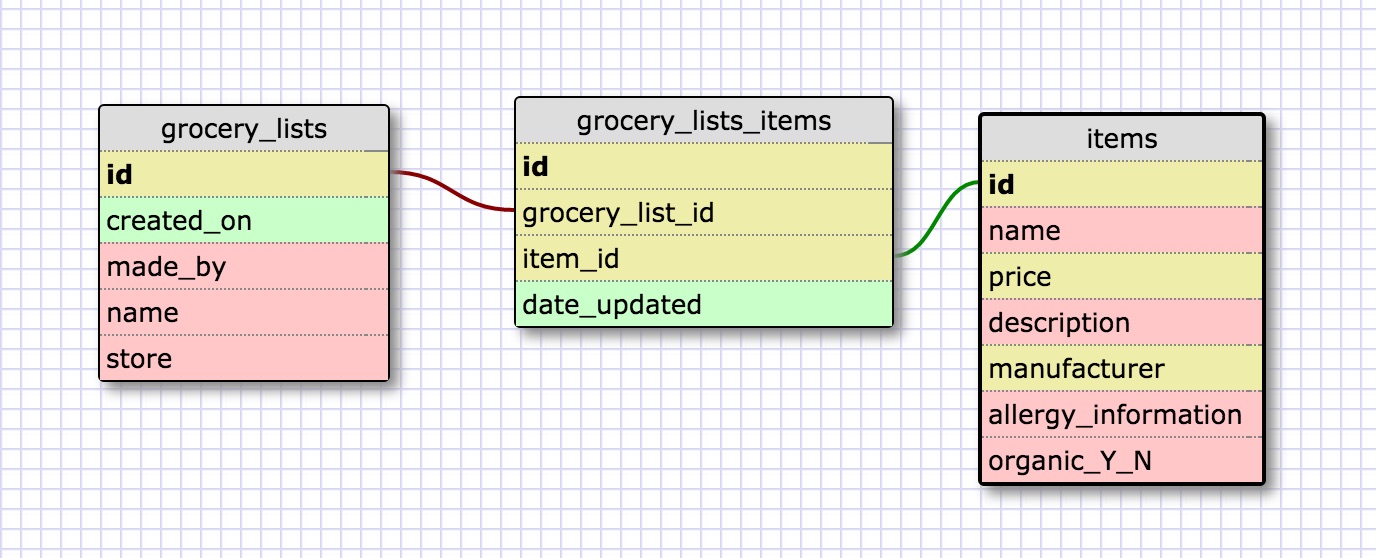 grocery_lists
id
created_on
made_by
name
store
grocery_lists_items
id
grocery_list_id
item_id
date_updated
items
id
name
price
description
manufacturer
allergy_information
organic_Y_N